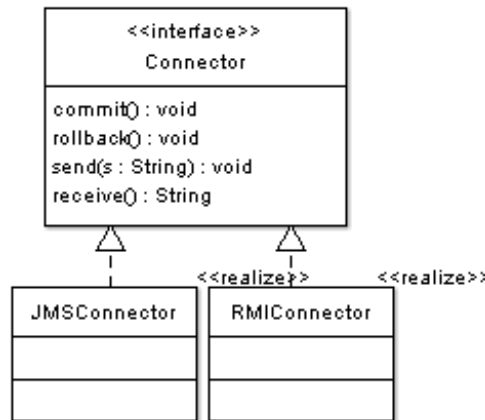 <<interface>>
Connector
commit() : void
rollback() : void
send(s : String) : void
receive() : String
<<realize>>
<<realize>>
JMSConnector
RMIConnector